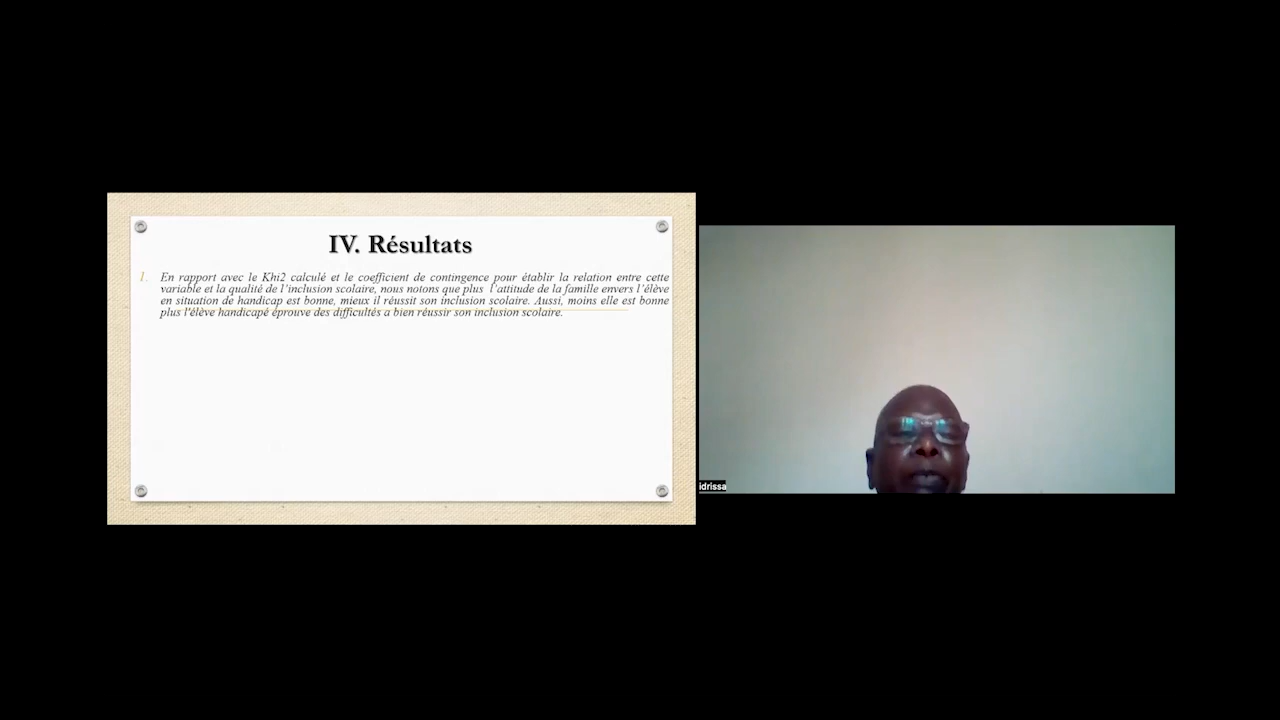 IV. Résultats
1. En rapport avec le Khi2 calculé et le coefficient de contingence pour établir la relation entre cette
variable et la qualité de l'inclusion scolaire, nous notons que plus l'attitude de la famille envers l'élève
en situation de handicap est bonne, mieux il réussit son inclusion scolaire. Aussi, moins elle est bonne
plus l'élève handicapé éprouve des difficultés a bien réussir son inclusion scolaire.
idrissa